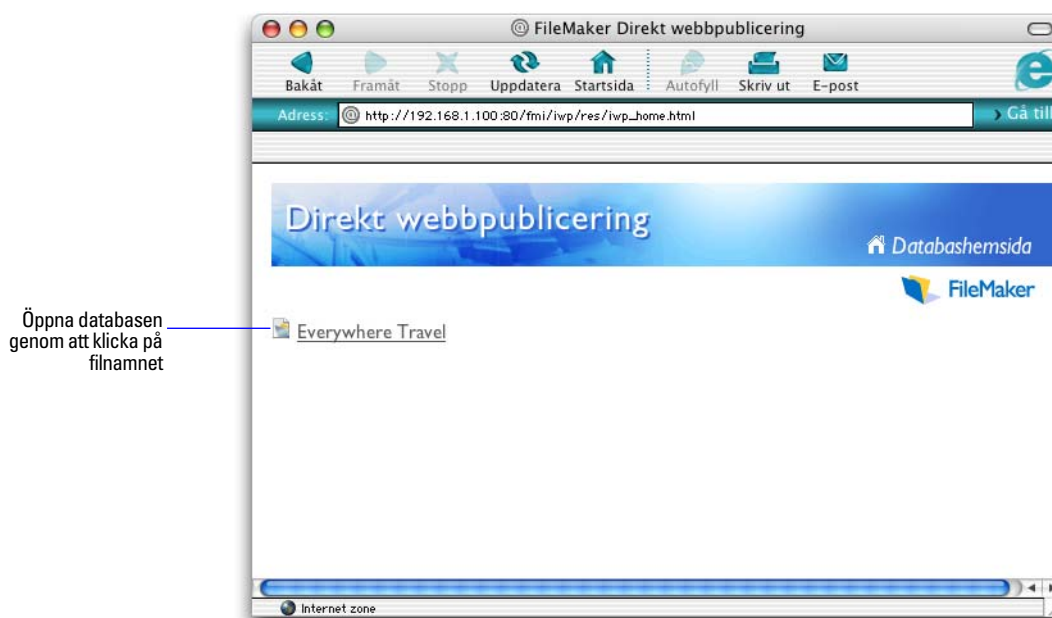 FileMaker Direkt webbpublicering
Bakåt Framåt Stopp Uppdatera Startsida Autofyll Skriv ut E-post
Adress: http://192.168.1.100:80/fmi/iwp/res/iwp_home.html Gå till
Direkt webbpublicering
Databashemsida
FileMaker
Öppna databasen
genom att klicka på
filnamnet
Everywhere Travel
Internet zone